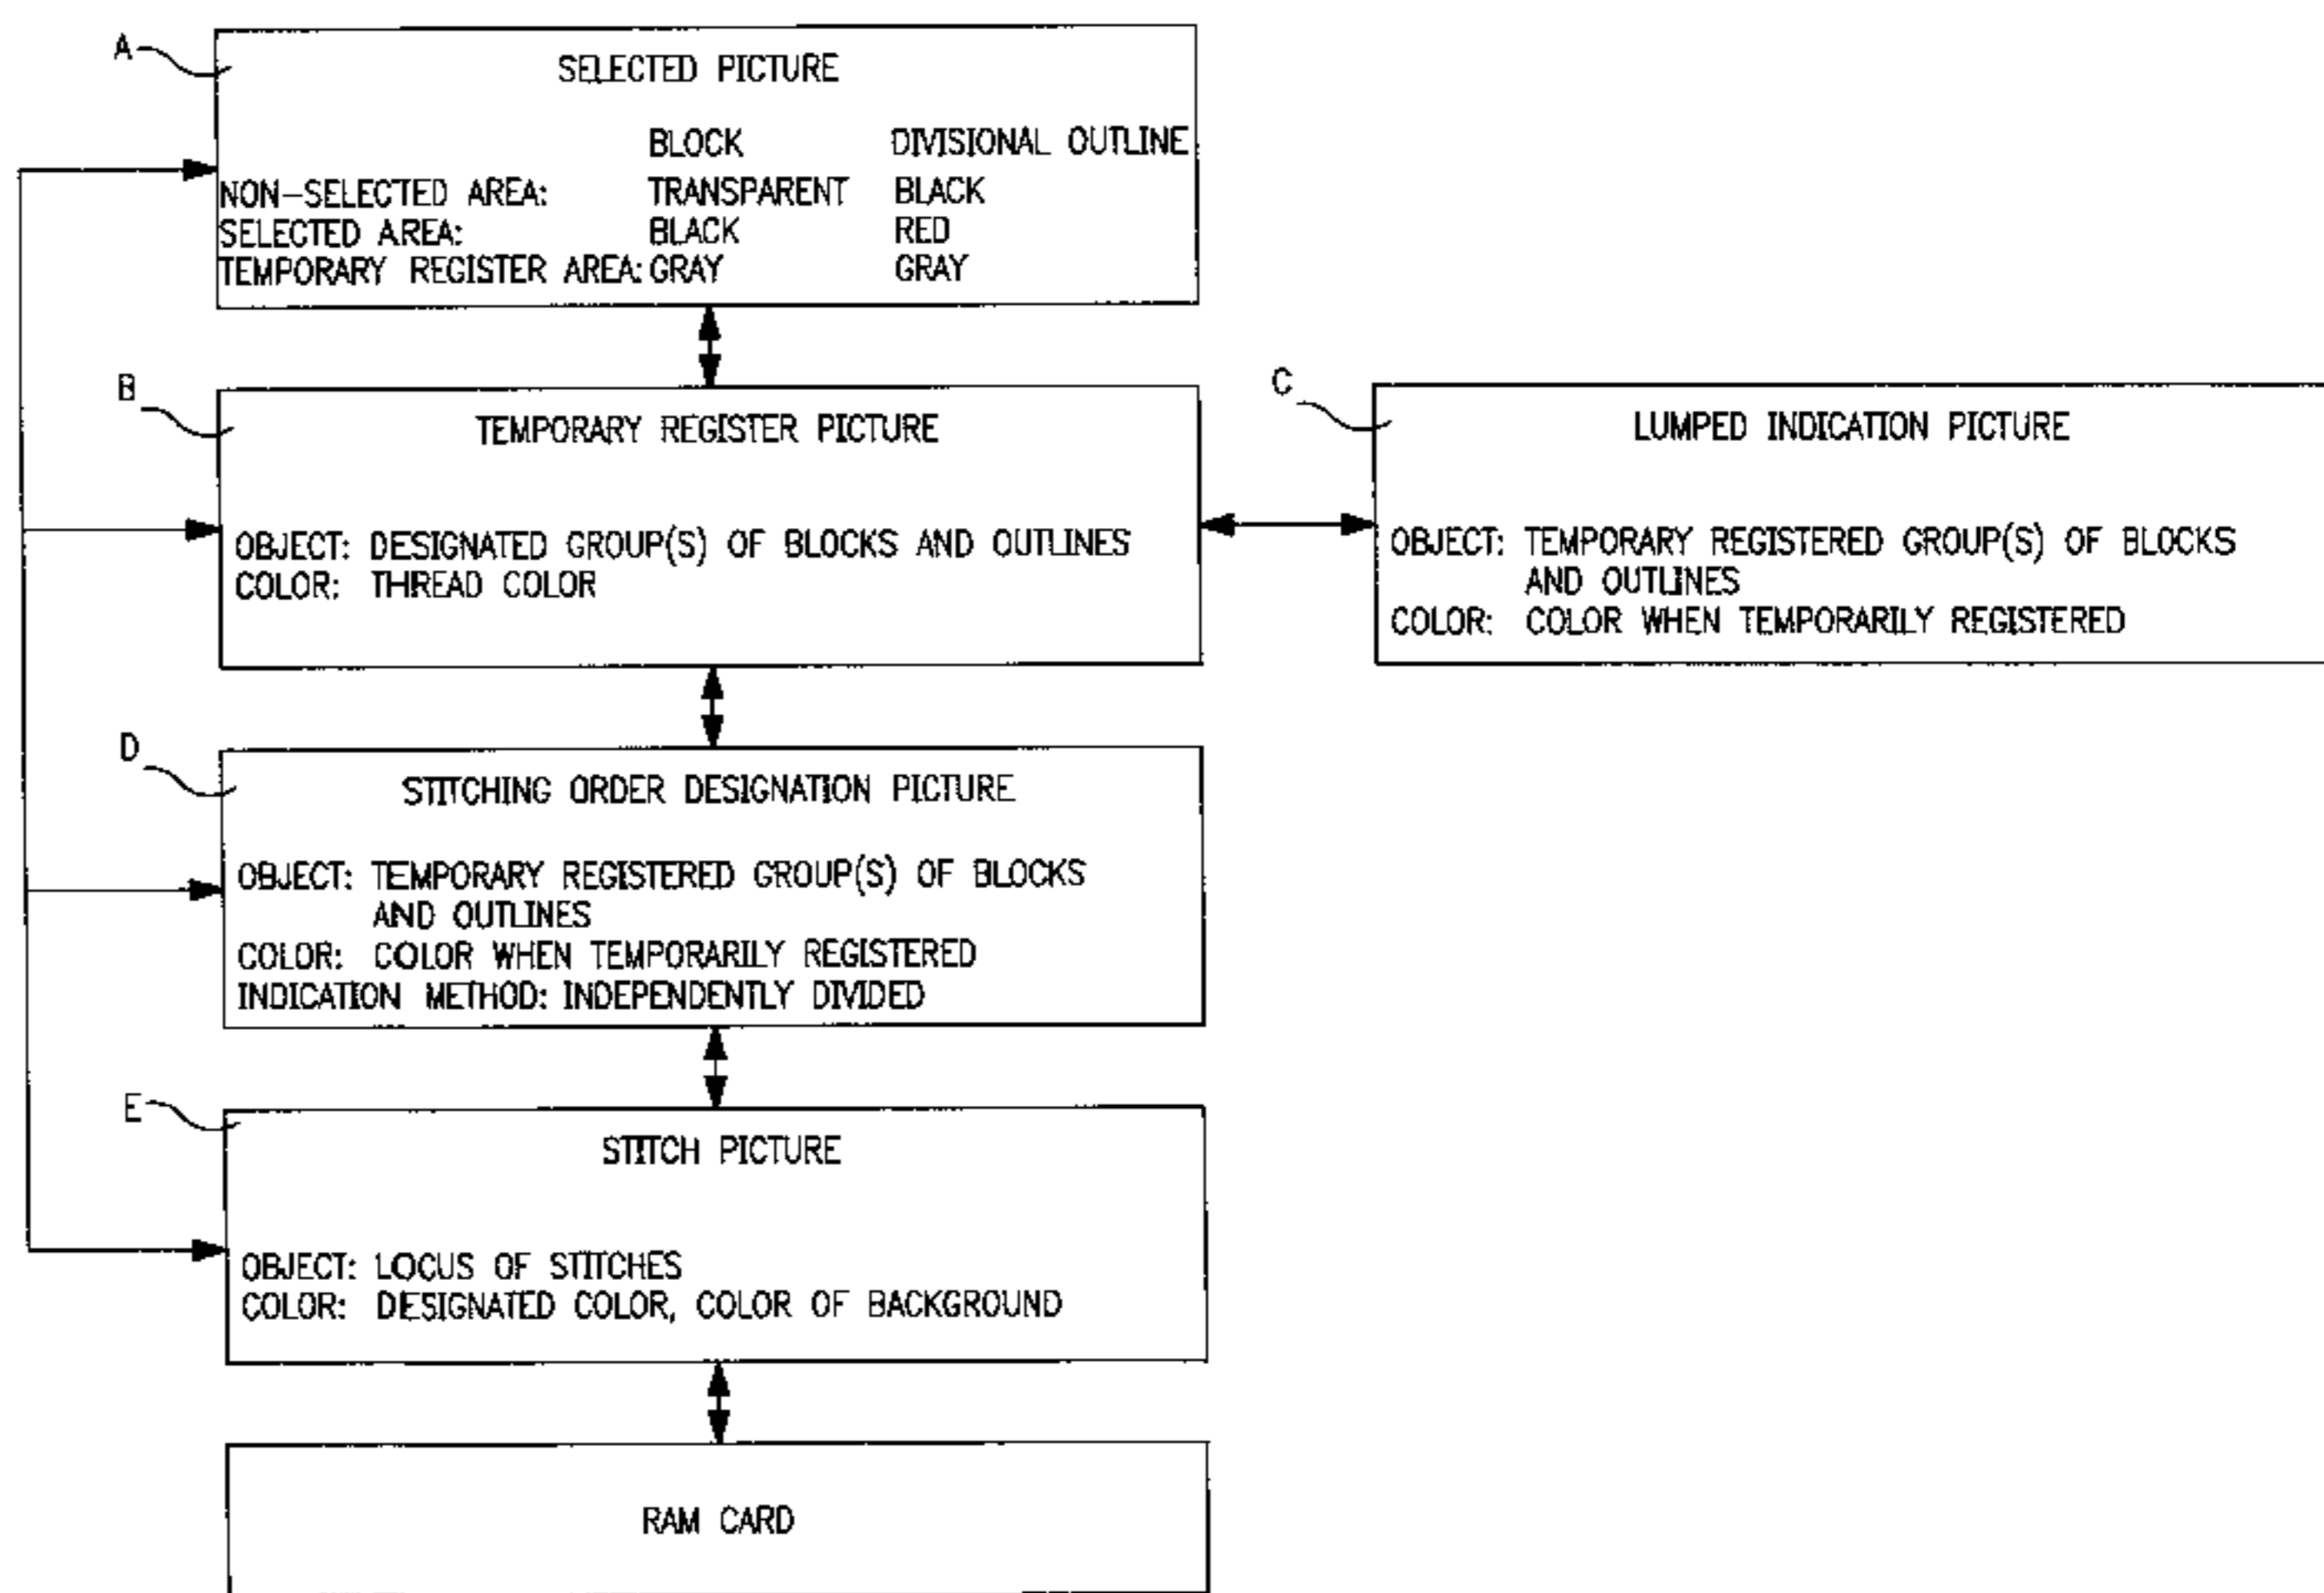 A
SELECTED PICTURE
BLOCK DIVISIONAL OUTLINE
NON-SELECTED AREA: TRANSPARENT BLACK
SELECTED AREA: BLACK RED
TEMPORARY REGISTER AREA: GRAY GRAY
B
TEMPORARY REGISTER PICTURE
OBJECT: DESIGNATED GROUP(S) OF BLOCKS AND OUTLINES
COLOR: THREAD COLOR
C
LUMPED INDICATION PICTURE
OBJECT: TEMPORARY REGISTERED GROUP(S) OF BLOCKS
AND OUTLINES
COLOR: COLOR WHEN TEMPORARILY REGISTERED
D
STITCHING ORDER DESIGNATION PICTURE
OBJECT: TEMPORARY REGISTERED GROUP(S) OF BLOCKS
AND OUTLINES
COLOR: COLOR WHEN TEMPORARILY REGISTERED
INDICATION METHOD: INDEPENDENTLY DIVIDED
E
STITCH PICTURE
OBJECT: LOCUS OF STITCHES
COLOR: DESIGNATED COLOR, COLOR OF BACKGROUND
RAM CARD